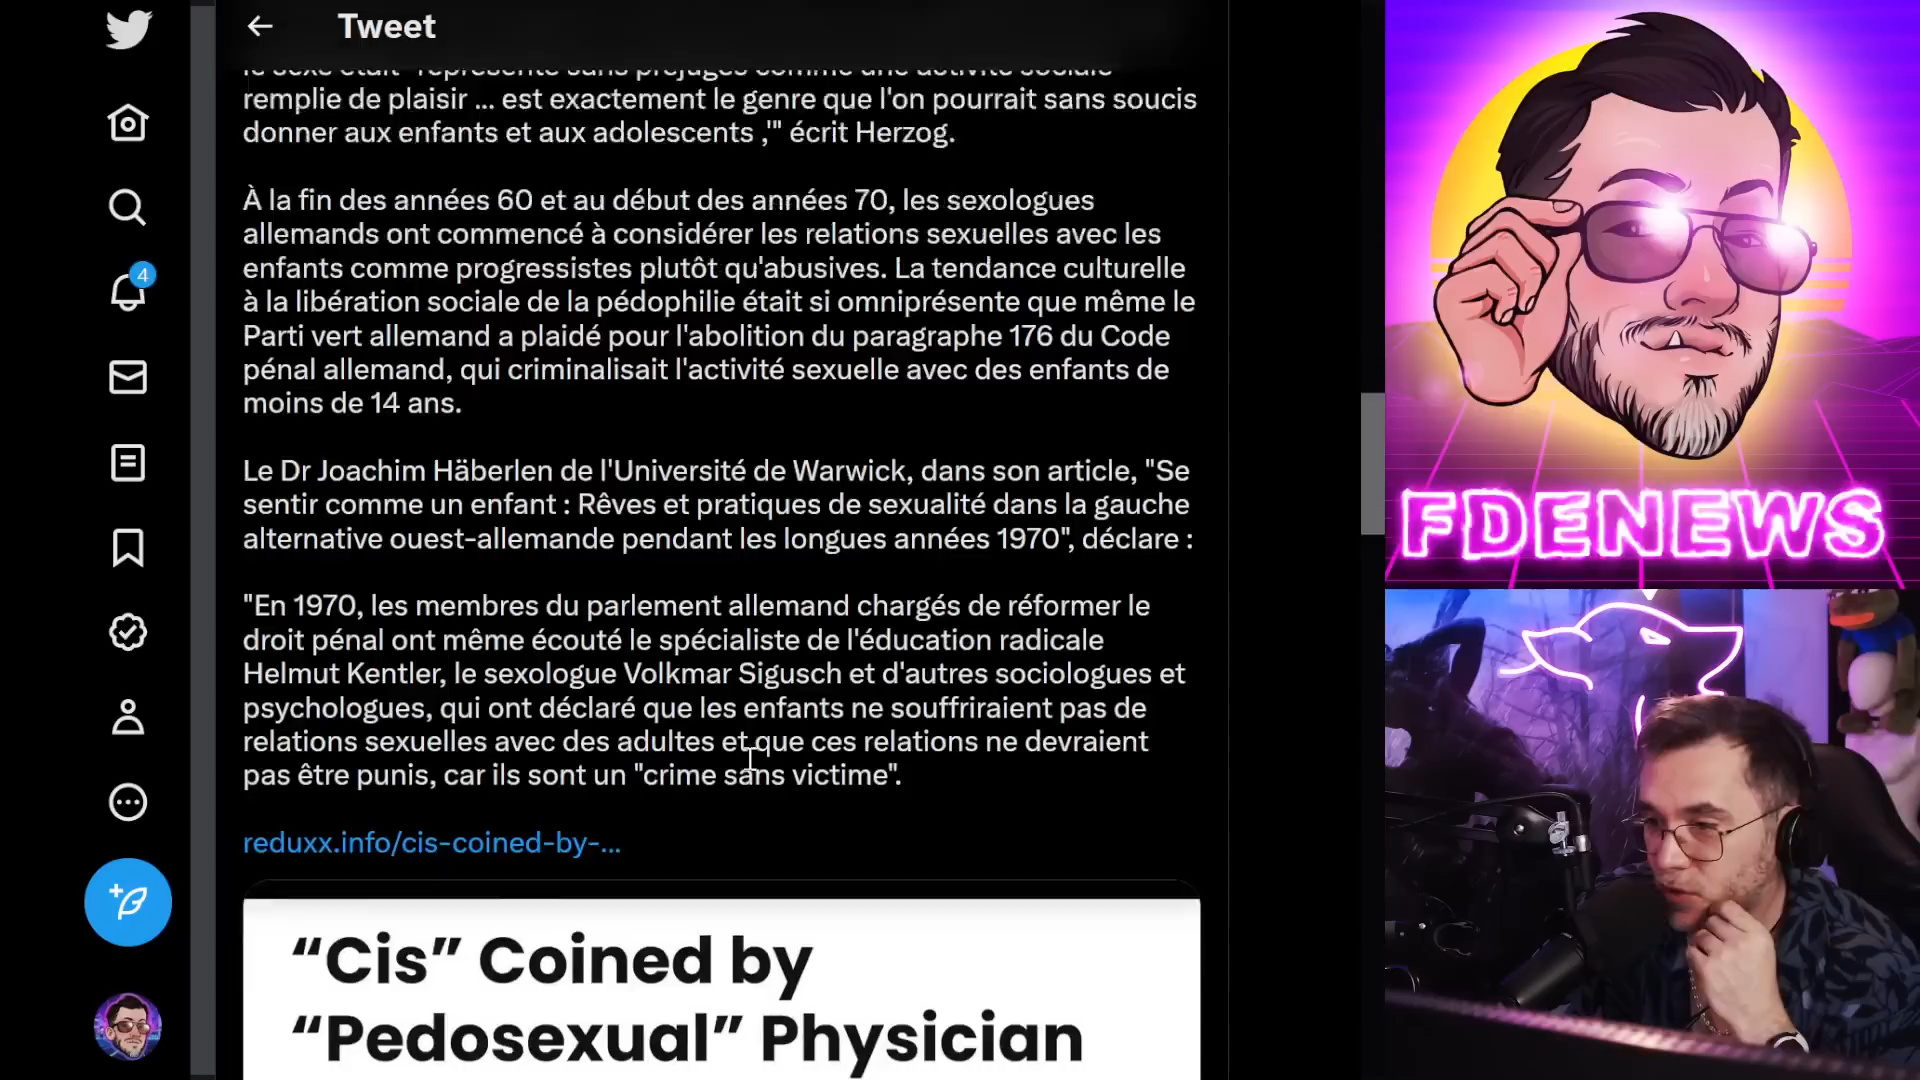 Tweet
le sexe était "représenté sans préjugés comme une activité sociale
remplie de plaisir ... est exactement le genre que l'on pourrait sans soucis
donner aux enfants et aux adolescents ,'" écrit Herzog.
À la fin des années 60 et au début des années 70, les sexologues
allemands ont commencé à considérer les relations sexuelles avec les
enfants comme progressistes plutôt qu'abusives. La tendance culturelle
à la libération sociale de la pédophilie était si omniprésente que même le
Parti vert allemand a plaidé pour l'abolition du paragraphe 176 du Code
pénal allemand, qui criminalisait l'activité sexuelle avec des enfants de
moins de 14 ans.
Le Dr Joachim Häberlen de l'Université de Warwick, dans son article, "Se
sentir comme un enfant : Rêves et pratiques de sexualité dans la gauche
alternative ouest-allemande pendant les longues années 1970", déclare :
"En 1970, les membres du parlement allemand chargés de réformer le
droit pénal ont même écouté le spécialiste de l'éducation radicale
Helmut Kentler, le sexologue Volkmar Sigusch et d'autres sociologues et
psychologues, qui ont déclaré que les enfants ne souffriraient pas de
relations sexuelles avec des adultes et que ces relations ne devraient
pas être punis, car ils sont un "crime sans victime".
reduxx.info/cis-coined-by-...
“Cis” Coined by
“Pedosexual” Physician
4
FDENEWS